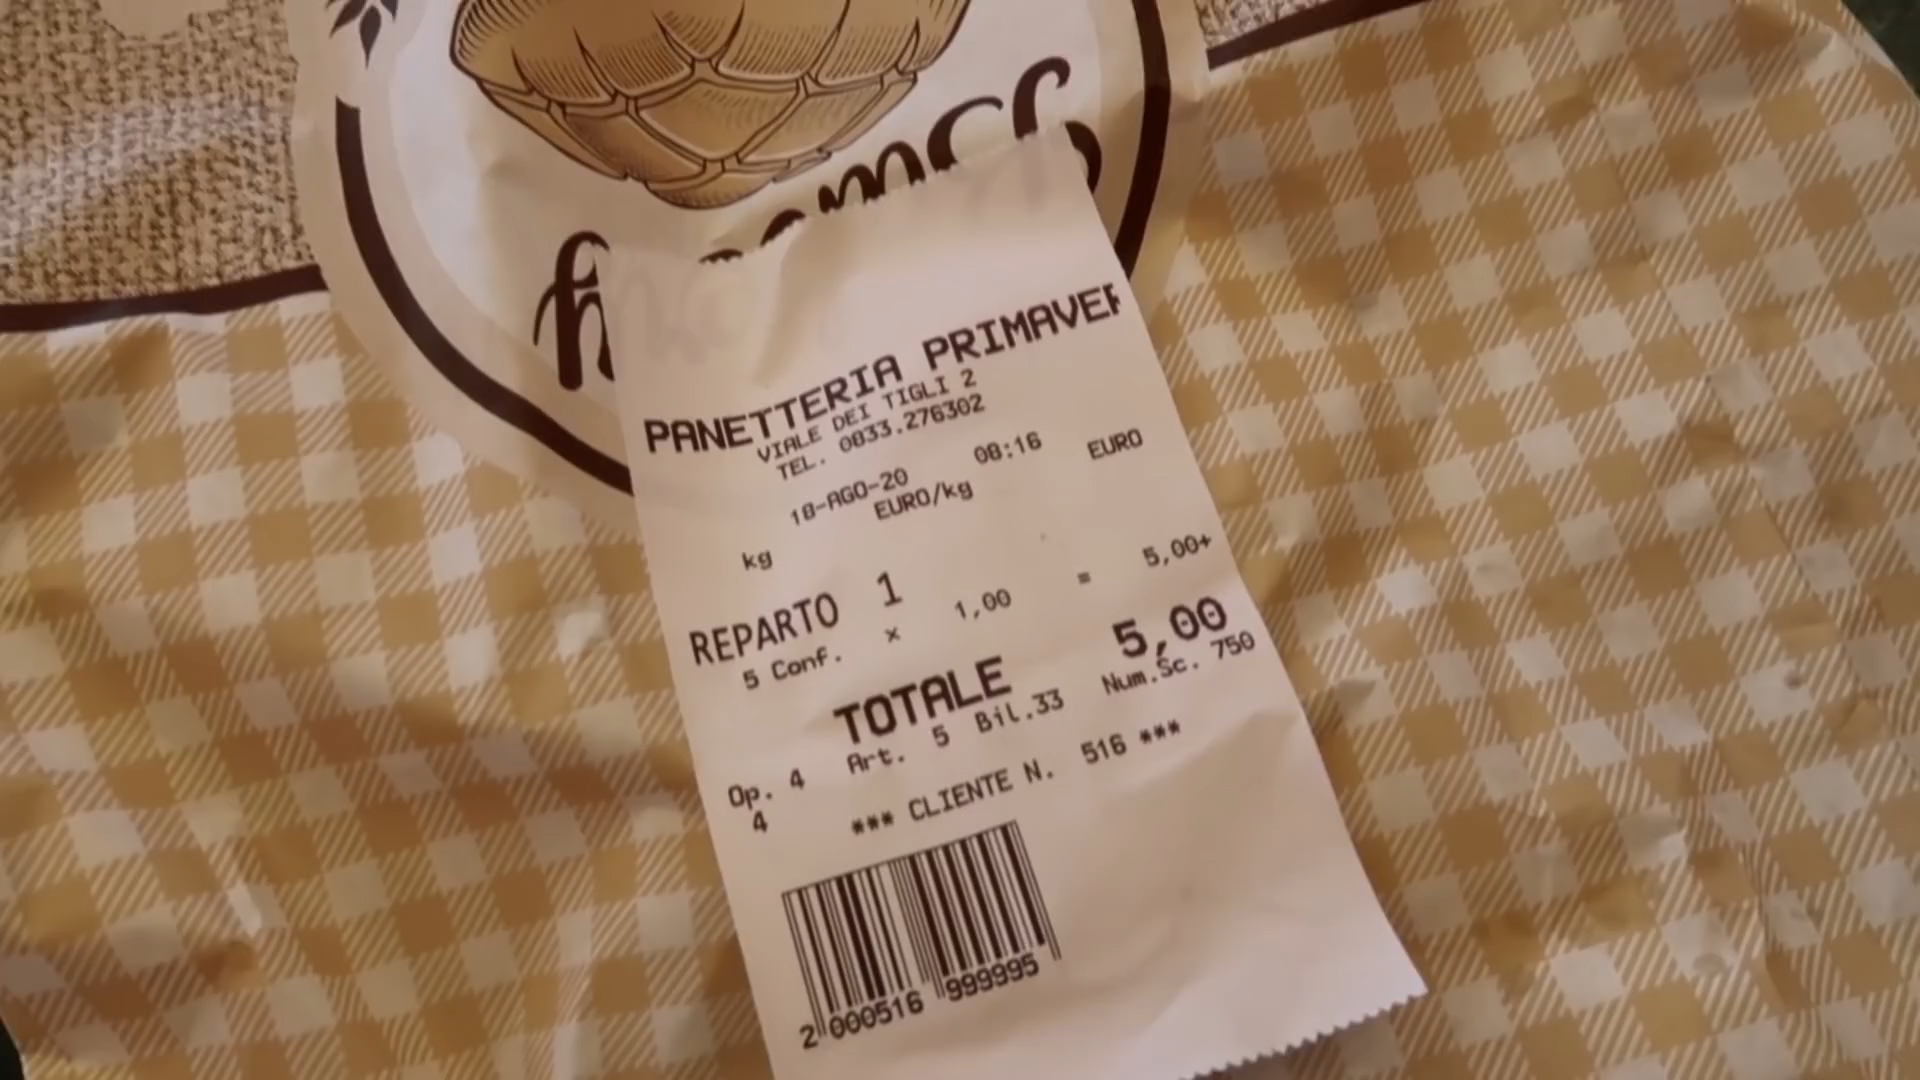 PANETTERIA PRIMAVER
VIALE DEI TIGLI 2
TEL. 0833.276302
18-AGO-20 08:16
kg EURO/kg EURO
REPARTO 1
5 Conf. x 1,00 = 5,00+
TOTALE 5,00
Art. 5 Bil.33 Num.Sc. 750
Op. 4
4 *** CLIENTE N. 516 ***
2 000516 999995